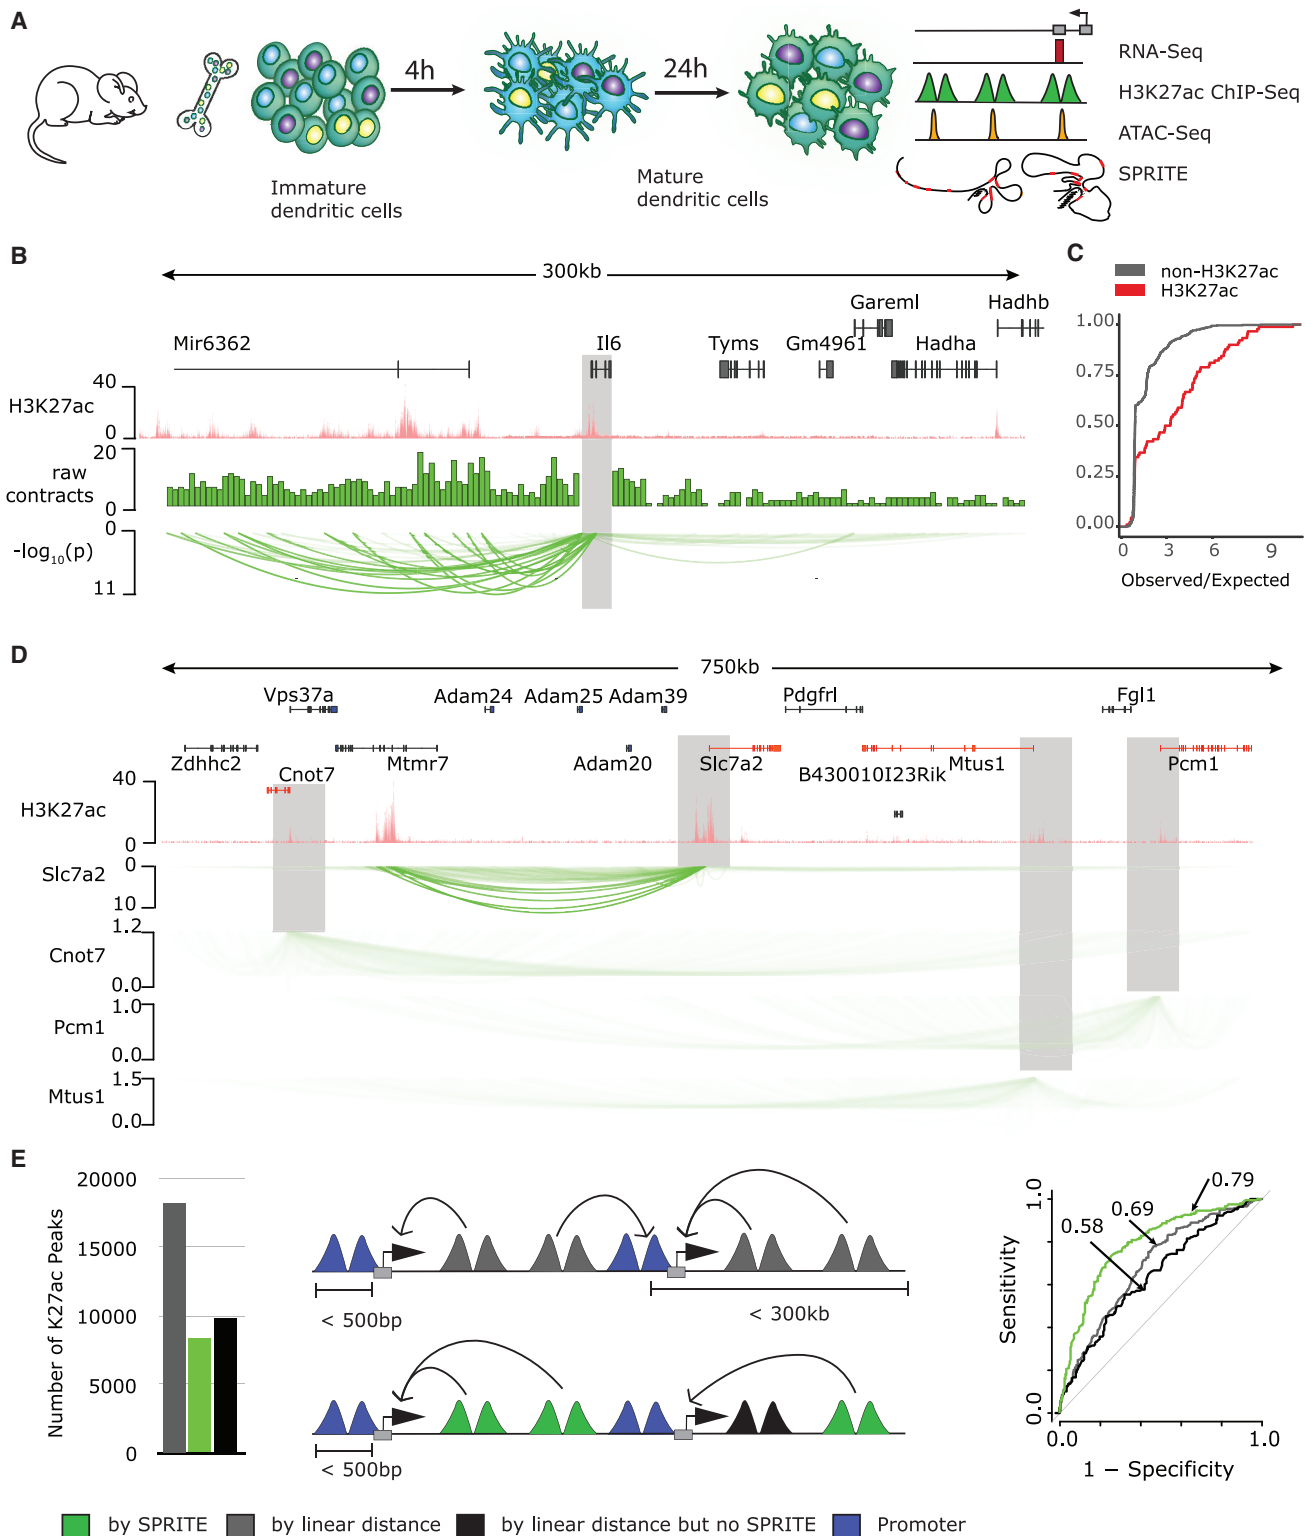 A
4h
24h
Immature
dendritic cells
Mature
dendritic cells
RNA-Seq
H3K27ac ChIP-Seq
ATAC-Seq
SPRITE
B
300kb
Mir6362
Il6
Tyms
Gm4961
Gareml
Hadha
Hadhb
H3K27ac
40
0
raw
contracts
20
0
-log10(p)
0
11
C
non-H3K27ac
H3K27ac
1.00
0.75
0.50
0.25
0.00
0 3 6 9
Observed/Expected
D
750kb
Vps37a
Adam24
Adam25
Adam39
Pdgfrl
Fgl1
Zdhhc2
Cnot7
Mtmr7
Adam20
Slc7a2
B430010I23Rik
Mtus1
Pcm1
H3K27ac
40
0
Slc7a2
0
10
Cnot7
1.2
0.0
Pcm1
1.0
0.0
Mtus1
1.5
0.0
E
Number of K27ac Peaks
20000
15000
10000
5000
0
< 500bp
< 300kb
< 500bp
Sensitivity
1.0
0.0
0.58
0.69
0.79
0.0 1.0
1 − Specificity
by SPRITE
by linear distance
by linear distance but no SPRITE
Promoter